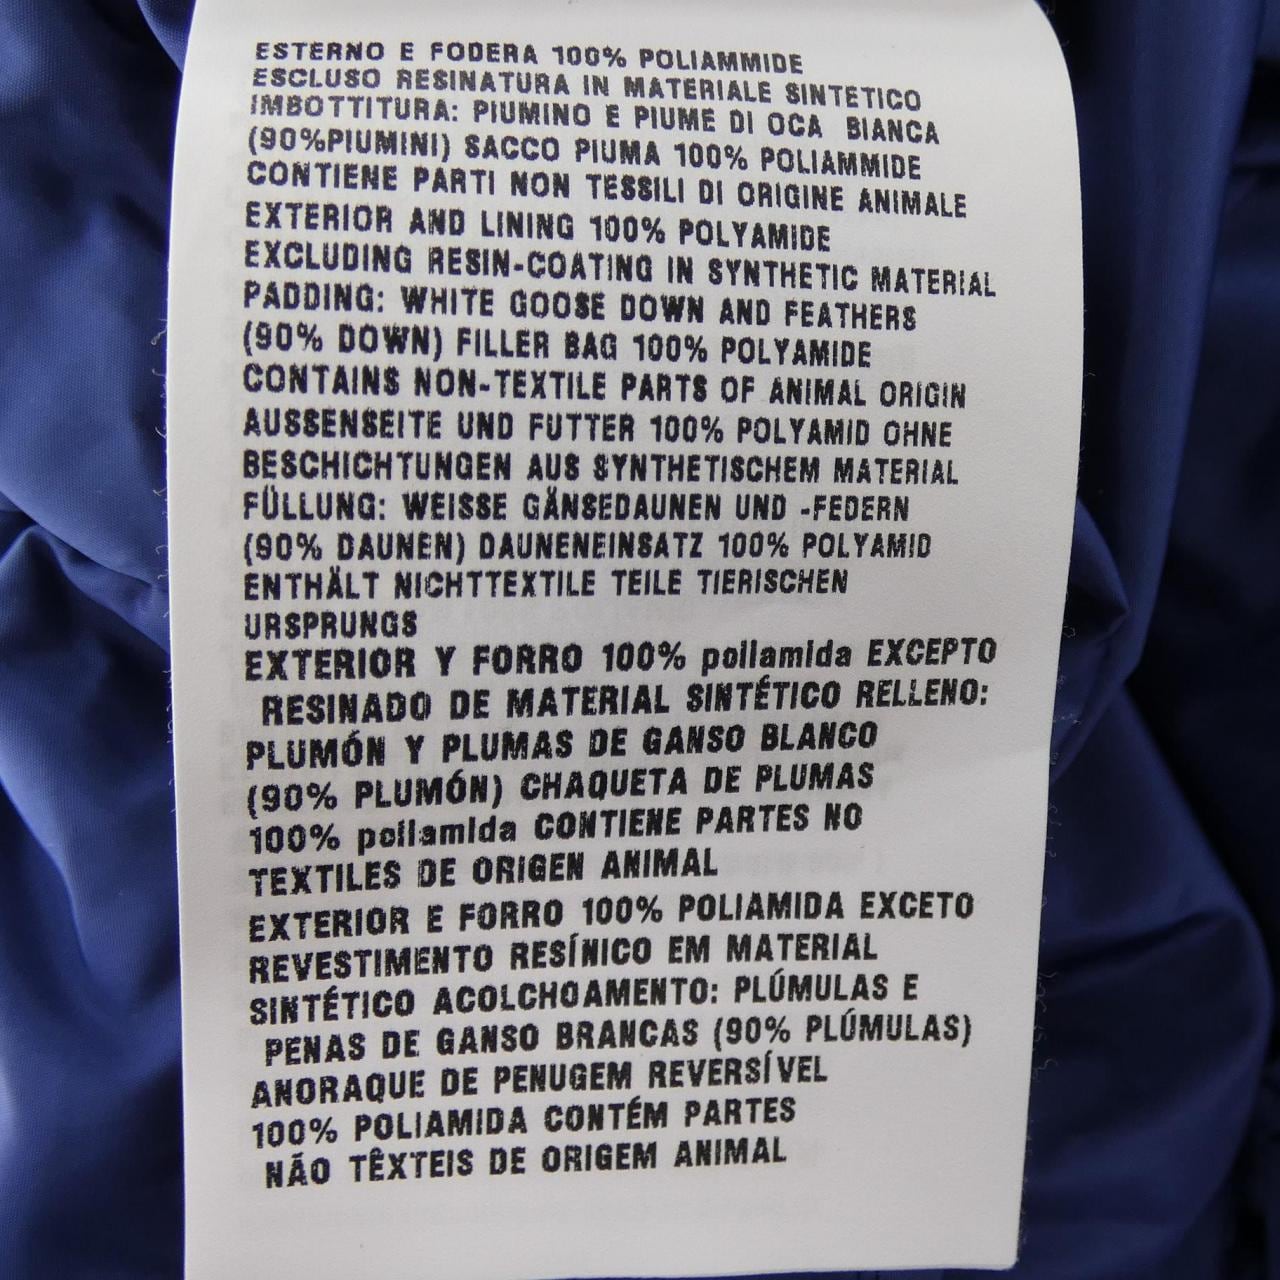 ESTERNO E FODERA 100% POLIAMMIDE
ESCLUSO RESINATURA IN MATERIALE SINTETICO
IMBOTTITURA: PIUMINO E PIUME DI OCA BIANCA
(90%PIUMINI) SACCO PIUMA 100% POLIAMMIDE
CONTIENE PARTI NON TESSILI DI ORIGINE ANIMALE
EXTERIOR AND LINING 100% POLYAMIDE
EXCLUDING RESIN-COATING IN SYNTHETIC MATERIAL
PADDING: WHITE GOOSE DOWN AND FEATHERS
(90% DOWN) FILLER BAG 100% POLYAMIDE
CONTAINS NON-TEXTILE PARTS OF ANIMAL ORIGIN
AUSSENSEITE UND FUTTER 100% POLYAMID OHNE
BESCHICHTUNGEN AUS SYNTHETISCHEM MATERIAL
FÜLLUNG: WEISSE GÄNSEDAUNEN UND -FEDERN
(90% DAUNEN) DAUNENEINSATZ 100% POLYAMID
ENTHÄLT NICHTTEXTILE TEILE TIERISCHEN
URSPRUNGS
EXTERIOR Y FORRO 100% poliamida EXCEPTO
RESINADO DE MATERIAL SINTÉTICO RELLENO:
PLUMÓN Y PLUMAS DE GANSO BLANCO
(90% PLUMÓN) CHAQUETA DE PLUMAS
100% poliamida CONTIENE PARTES NO
TEXTILES DE ORIGEN ANIMAL
EXTERIOR E FORRO 100% POLIAMIDA EXCETO
REVESTIMENTO RESÍNICO EM MATERIAL
SINTÉTICO ACOLCHOAMENTO: PLÚMULAS E
PENAS DE GANSO BRANCAS (90% PLÚMULAS)
ANORAQUE DE PENUGEM REVERSÍVEL
100% POLIAMIDA CONTÉM PARTES
NÃO TÊXTEIS DE ORIGEM ANIMAL